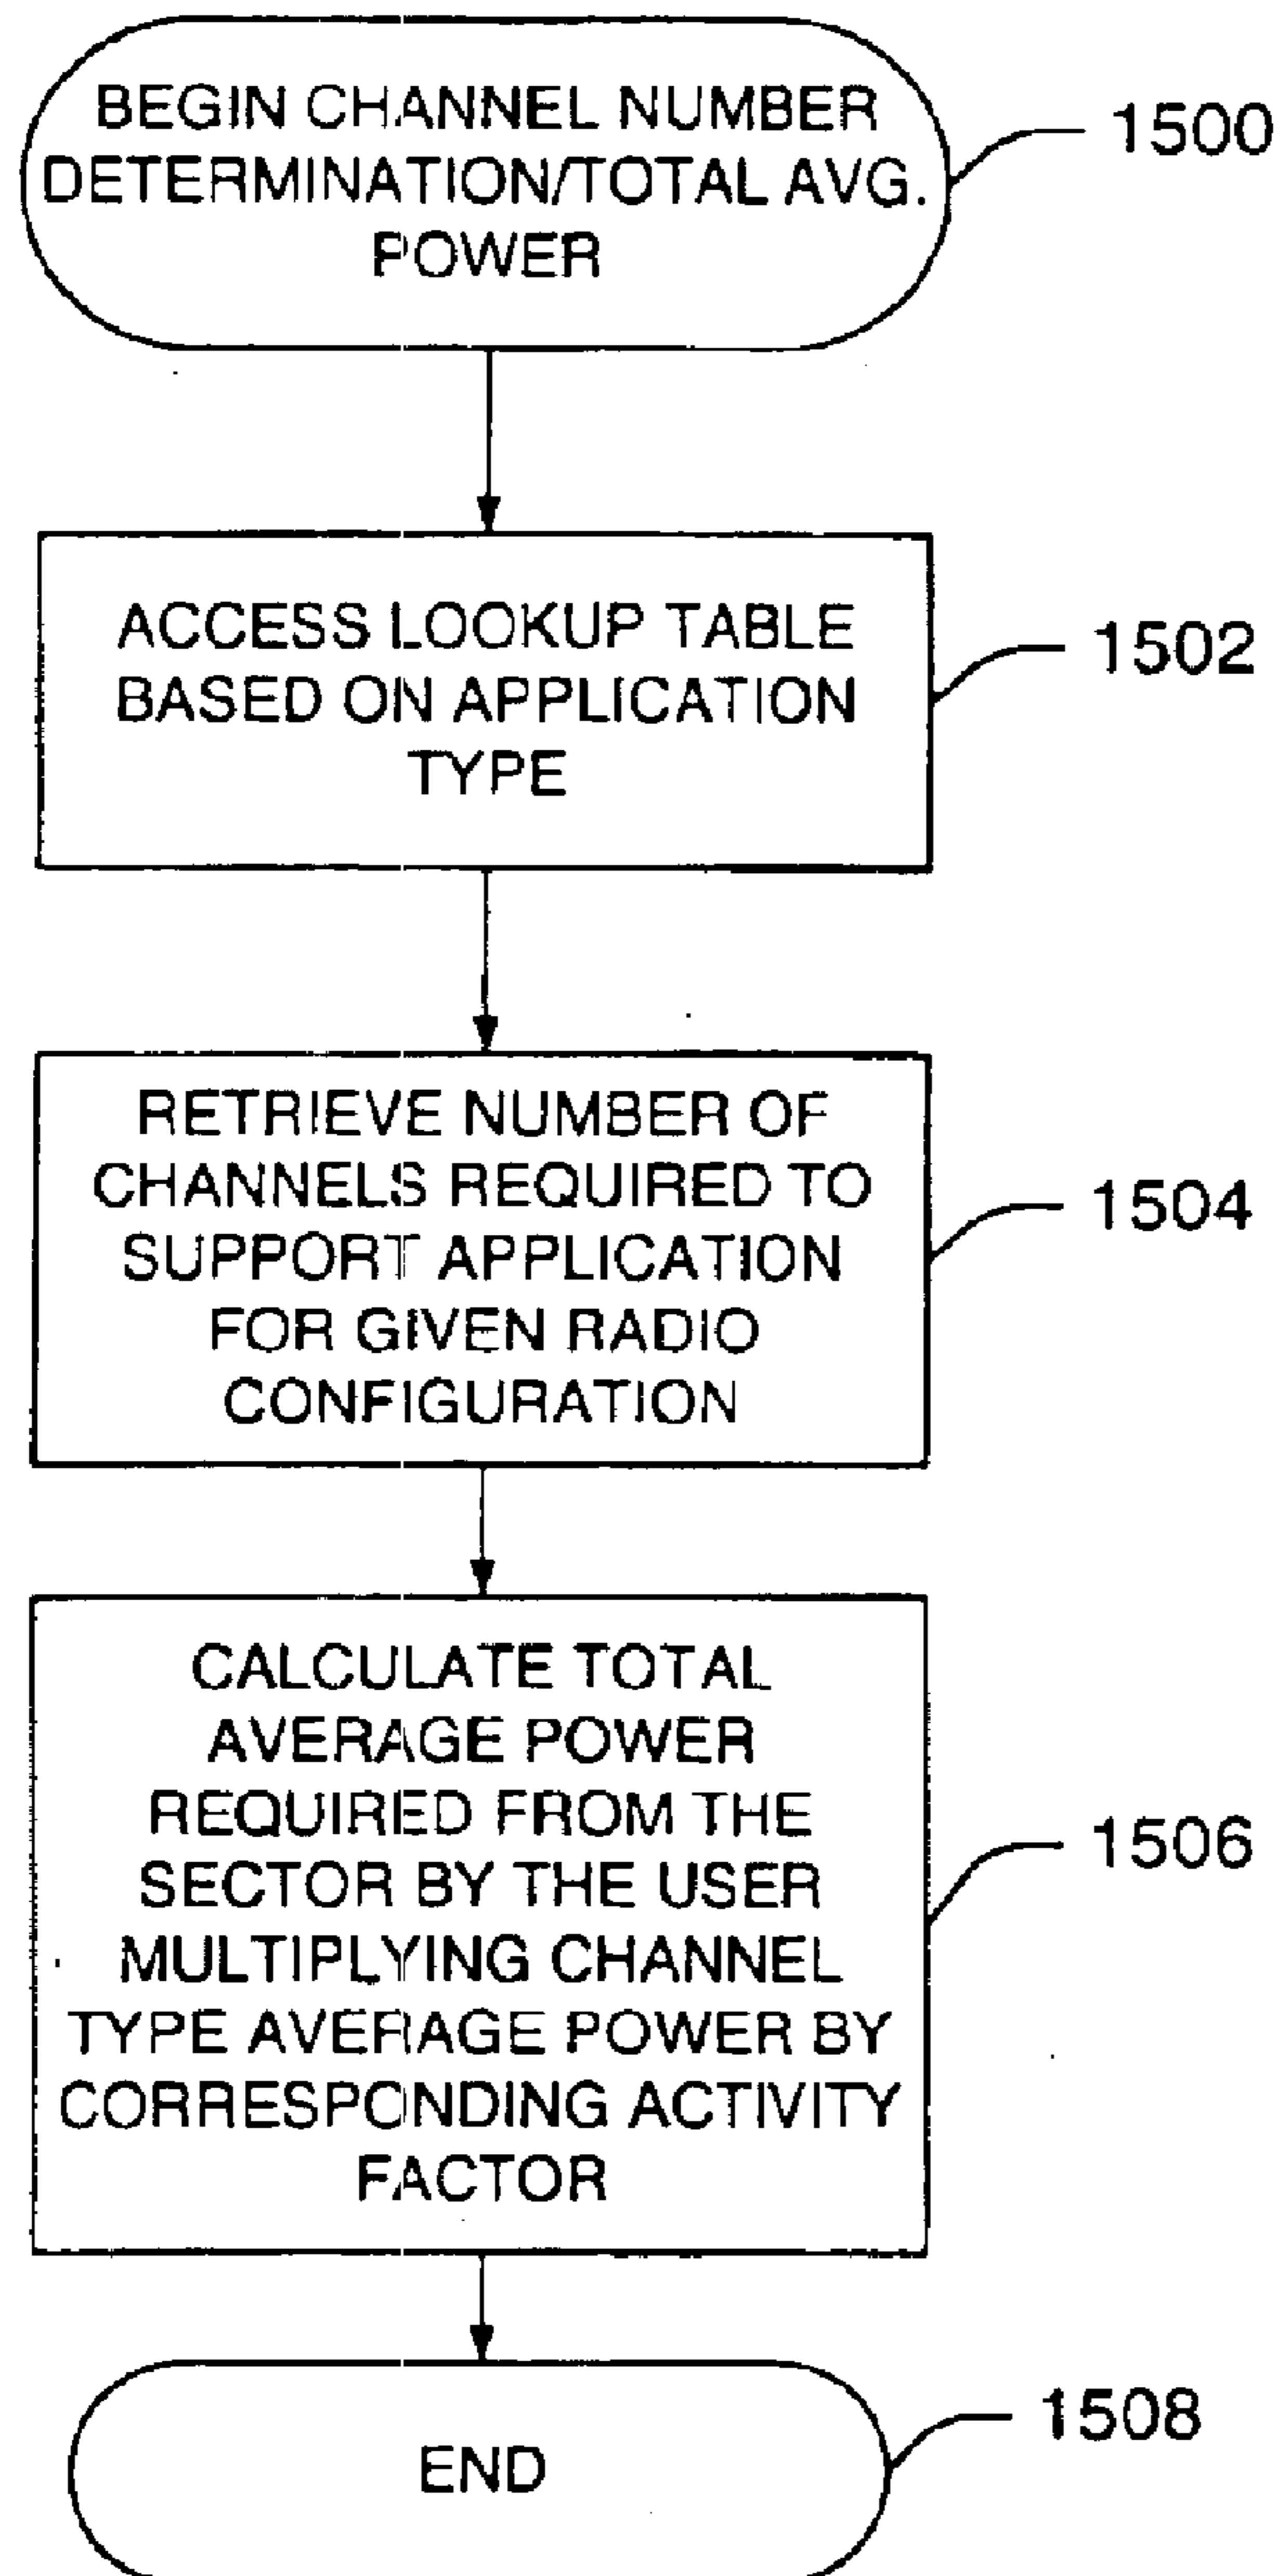 BEGIN CHANNEL NUMBER
DETERMINATION/TOTAL AVG.
POWER
1500
ACCESS LOOKUP TABLE
BASED ON APPLICATION
TYPE
1502
RETRIEVE NUMBER OF
CHANNELS REQUIRED TO
SUPPORT APPLICATION
FOR GIVEN RADIO
CONFIGURATION
1504
CALCULATE TOTAL
AVERAGE POWER
REQUIRED FROM THE
SECTOR BY THE USER
MULTIPLYING CHANNEL
TYPE AVERAGE POWER BY
CORRESPONDING ACTIVITY
FACTOR
1506
END
1508